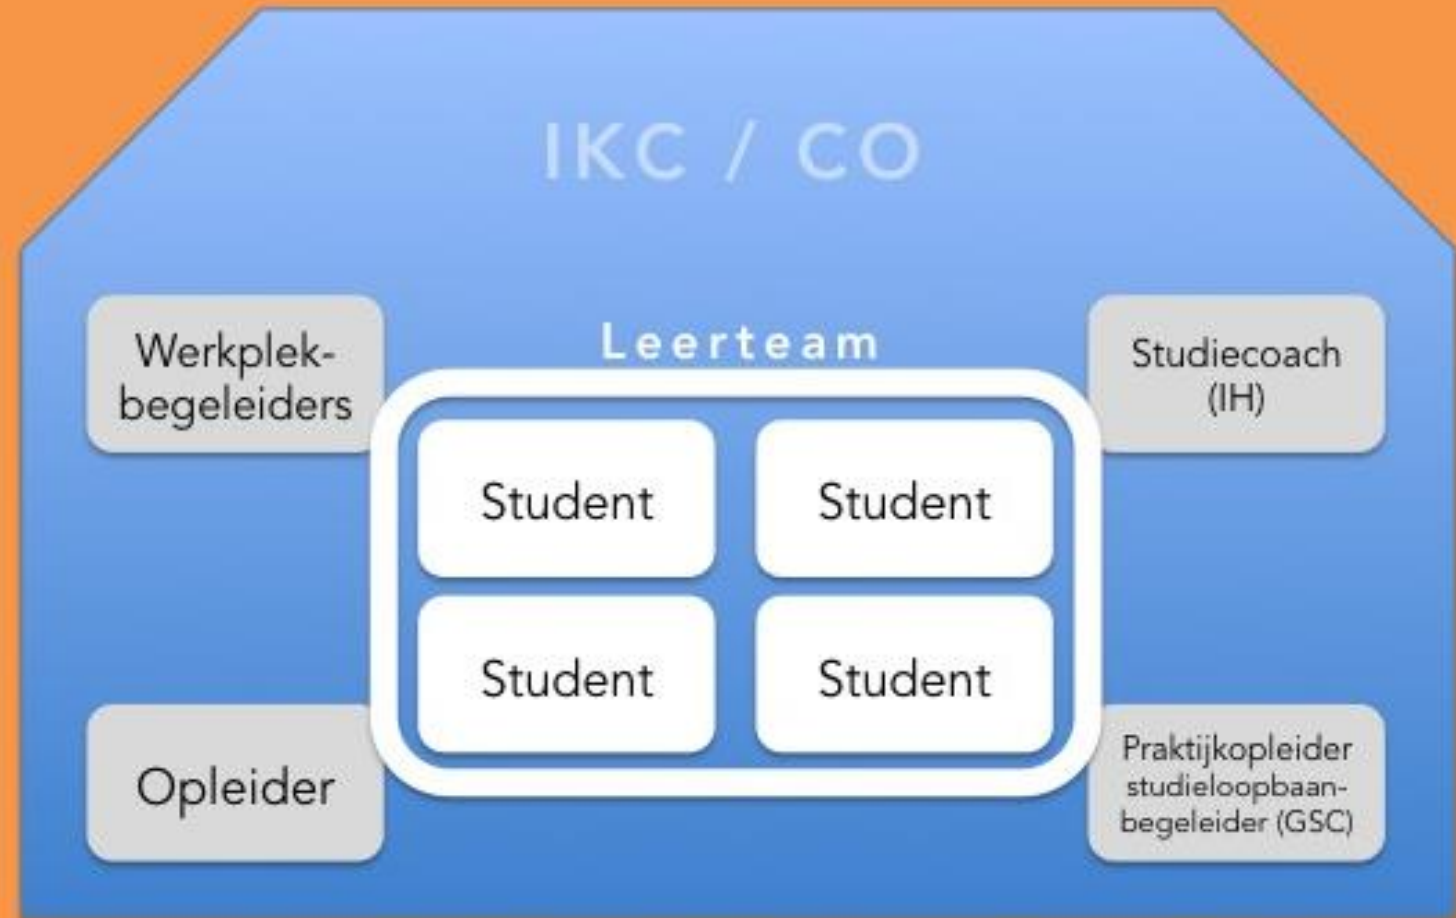 IKC / CO
Werkplek-
begeleiders
Leerteam
Studiecoach
(IH)
Student
Student
Student
Student
Opleider
Praktijkopleider
studieloopbaan-
begeleider (GSC)